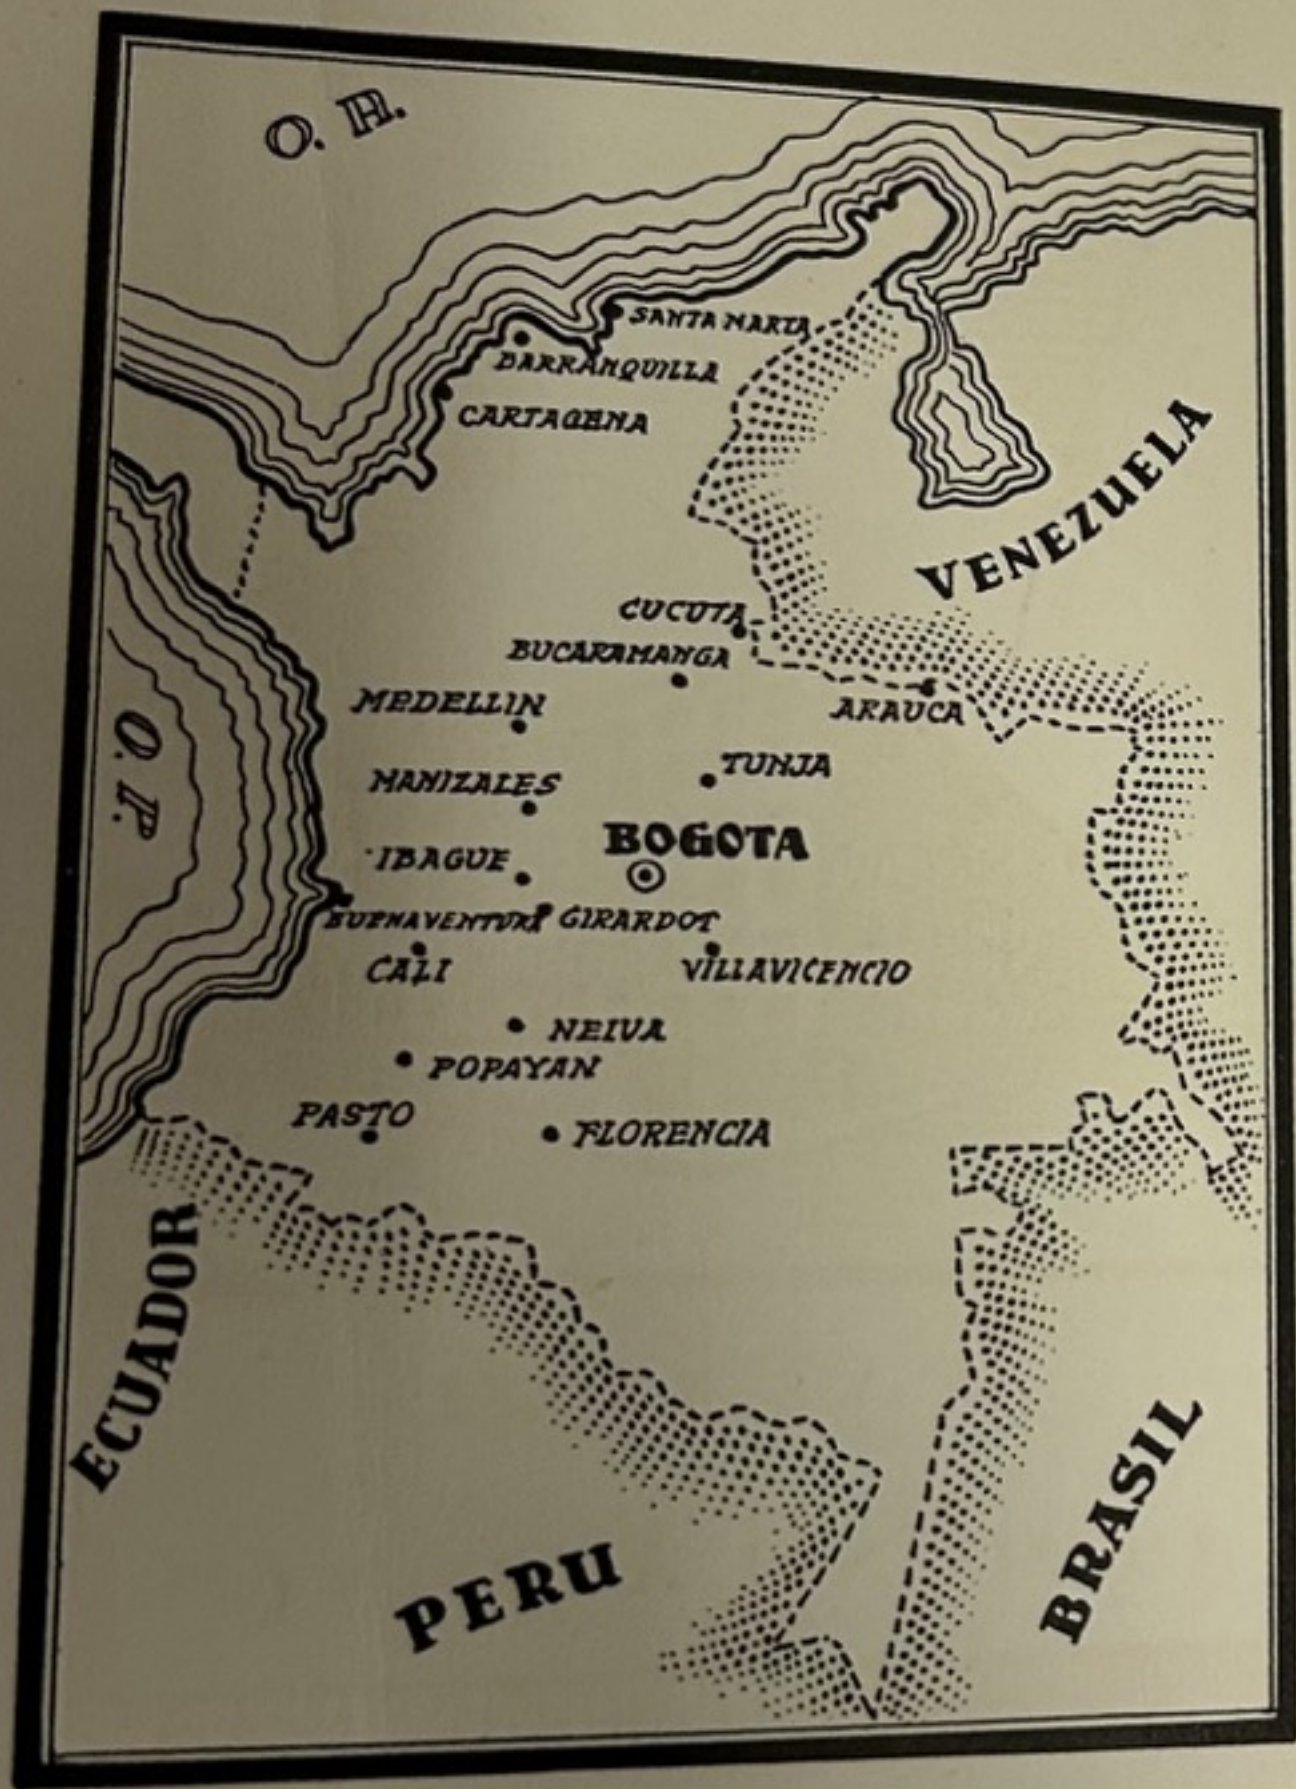 O. A.
SANTA MARTA
BARRANQUILLA
CARTAGENA
VENEZUELA
CUCUTA
BUCARAMANGA
MEDELLIN
ARAUCA
O. P.
TUNJA
MANIZALES
BOGOTA
IBAGUE
BUENAVENTURA
GIRARDOT
CALI
VILLAVICENCIO
NEIVA
POPAYAN
PASTO
FLORENCIA
ECUADOR
BRASIL
PERU